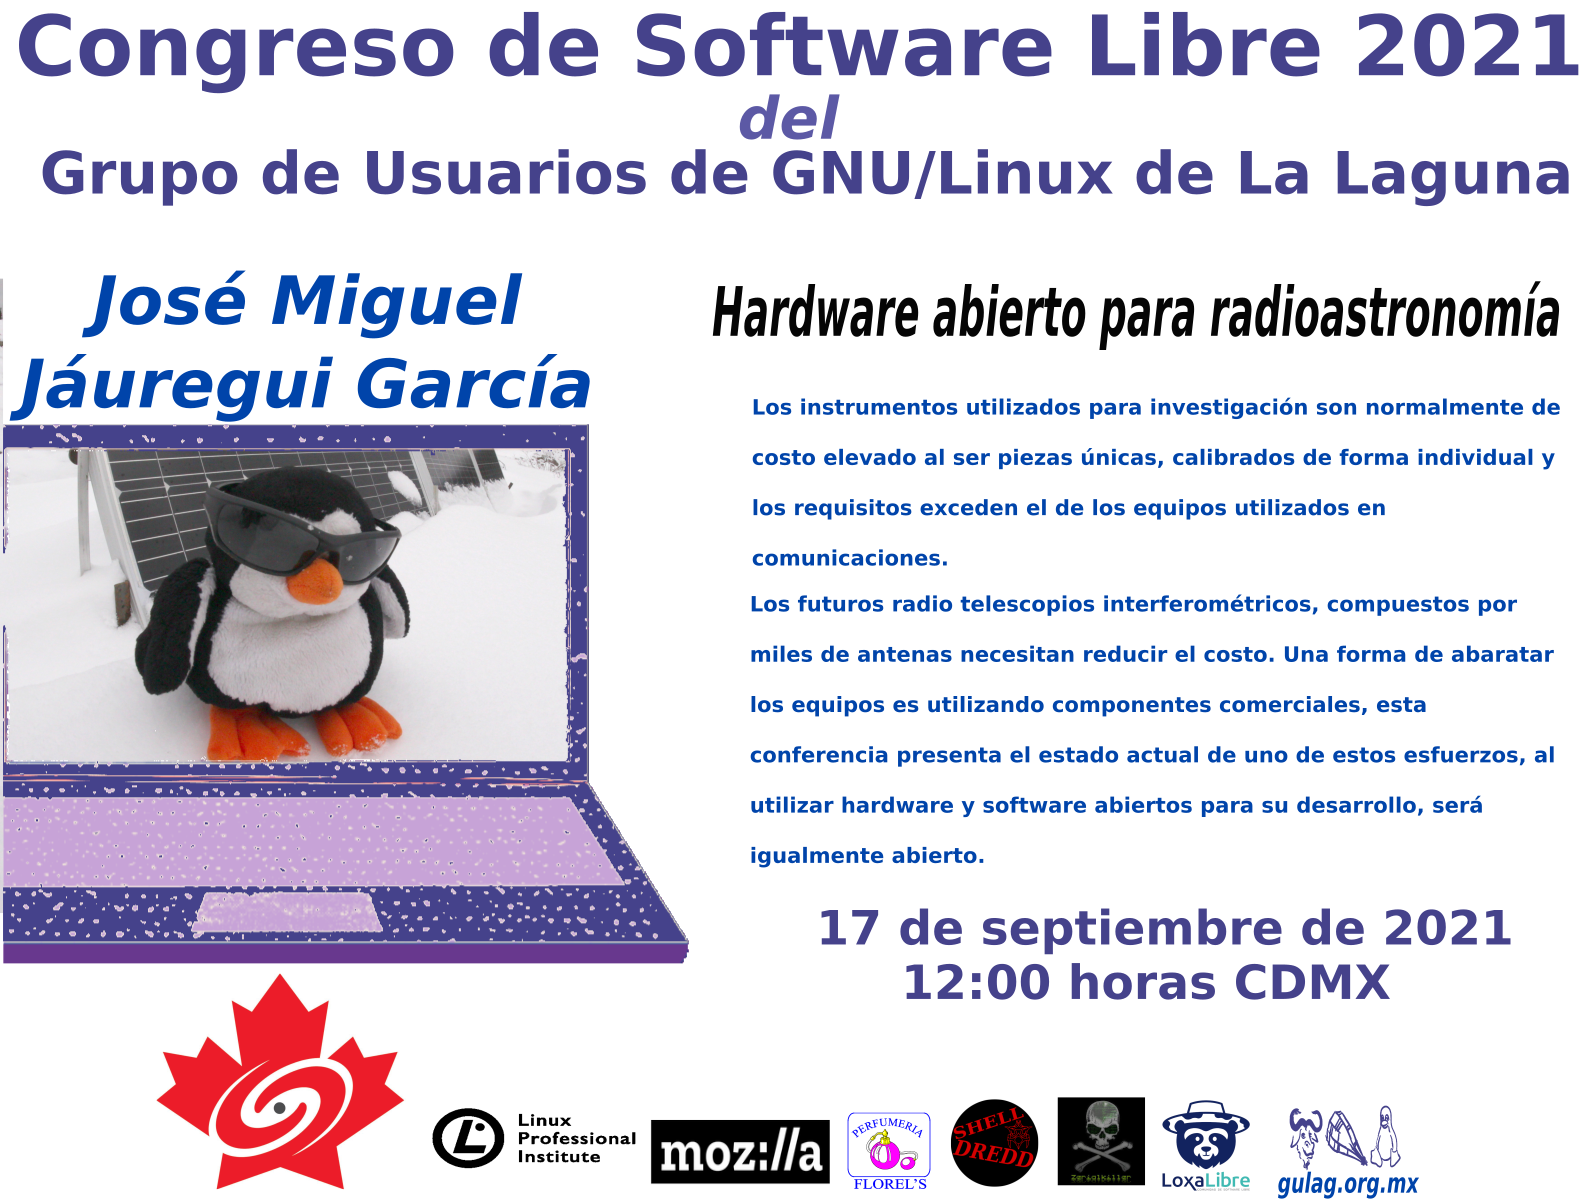 Congreso de Software Libre 2021
del
Grupo de Usuarios de GNU/Linux de La Laguna
José Miguel
Jáuregui García
Hardware abierto para radioastronomía
Los instrumentos utilizados para investigación son normalmente de
costo elevado al ser piezas únicas, calibrados de forma individual y
los requisitos exceden el de los equipos utilizados en
comunicaciones.
Los futuros radio telescopios interferométricos, compuestos por
miles de antenas necesitan reducir el costo. Una forma de abaratar
los equipos es utilizando componentes comerciales, esta
conferencia presenta el estado actual de uno de estos esfuerzos, al
utilizar hardware y software abiertos para su desarrollo, será
igualmente abierto.
17 de septiembre de 2021
12:00 horas CDMX
Linux
Professional
Institute
moz://a
PERFUMERIA
FLOREL'S
SHELL
DREDD
LoxaLibre
gulag.org.mx